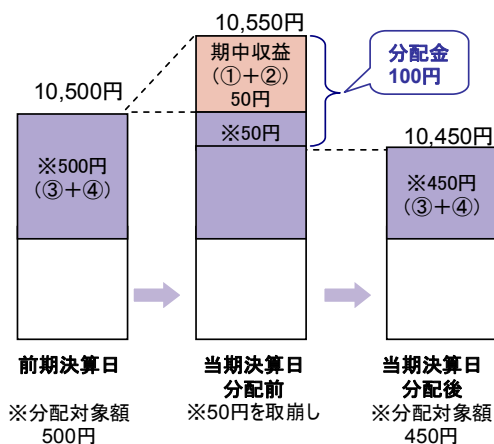 10,550円
期中収益
(①+②)
50円
分配金
100円
10,500円
※50円
10,450円
※500円
(③+④)
※450円
(③+④)
前期決算日
当期決算日
分配前
当期決算日
分配後
※分配対象額
500円
※50円を取崩し
※分配対象額
450円